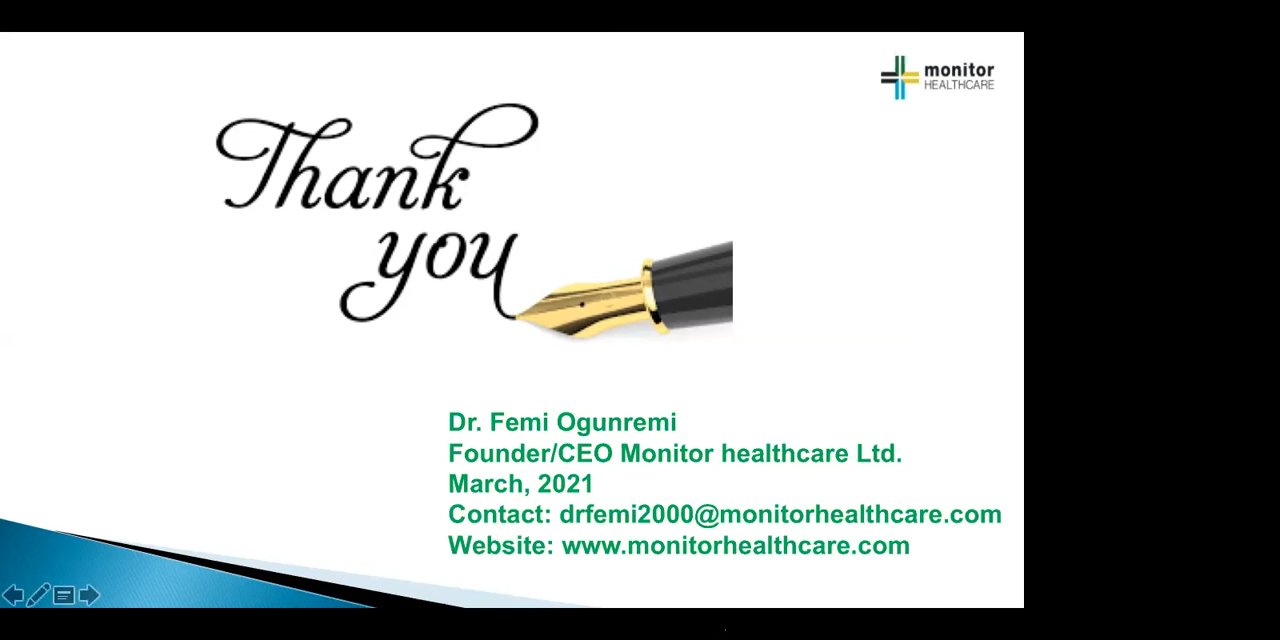 monitor
HEALTHCARE
Thank
you
Dr. Femi Ogunremi
Founder/CEO Monitor healthcare Ltd.
March, 2021
Contact: drfemi2000@monitorhealthcare.com
Website: www.monitorhealthcare.com